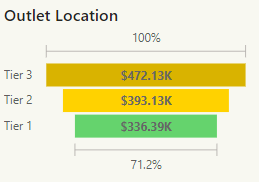 Outlet Location
100%
Tier 3 $472.13K
Tier 2 $393.13K
Tier 1 $336.39K
71.2%